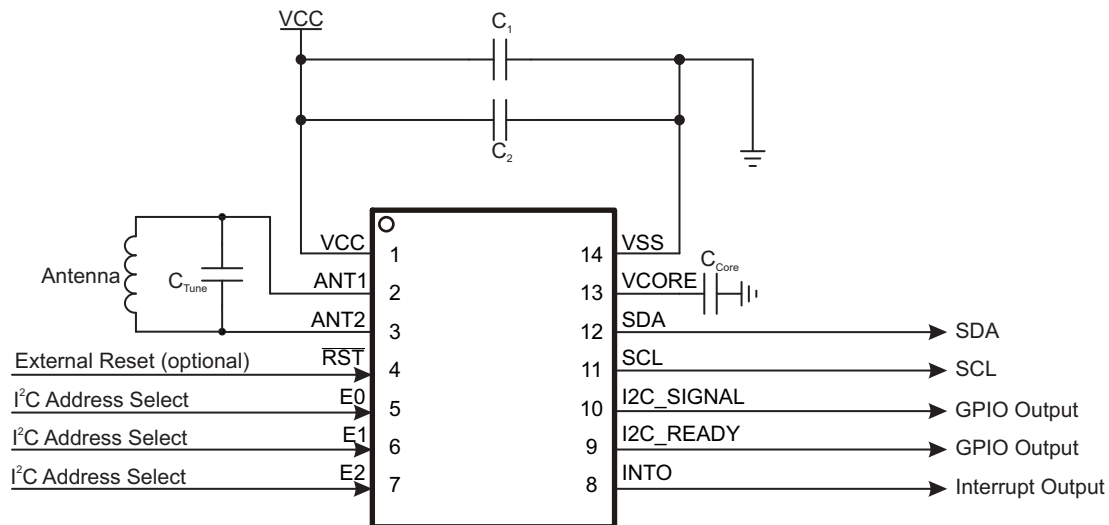 VCC
C1
C2
VCC 1 14 VSS
CCore
Antenna CTune ANT1 2 13 VCORE
ANT2 3 12 SDA SDA
External Reset (optional) RST 4 11 SCL SCL
I²C Address Select E0 5 10 I2C_SIGNAL GPIO Output
I²C Address Select E1 6 9 I2C_READY GPIO Output
I²C Address Select E2 7 8 INTO Interrupt Output